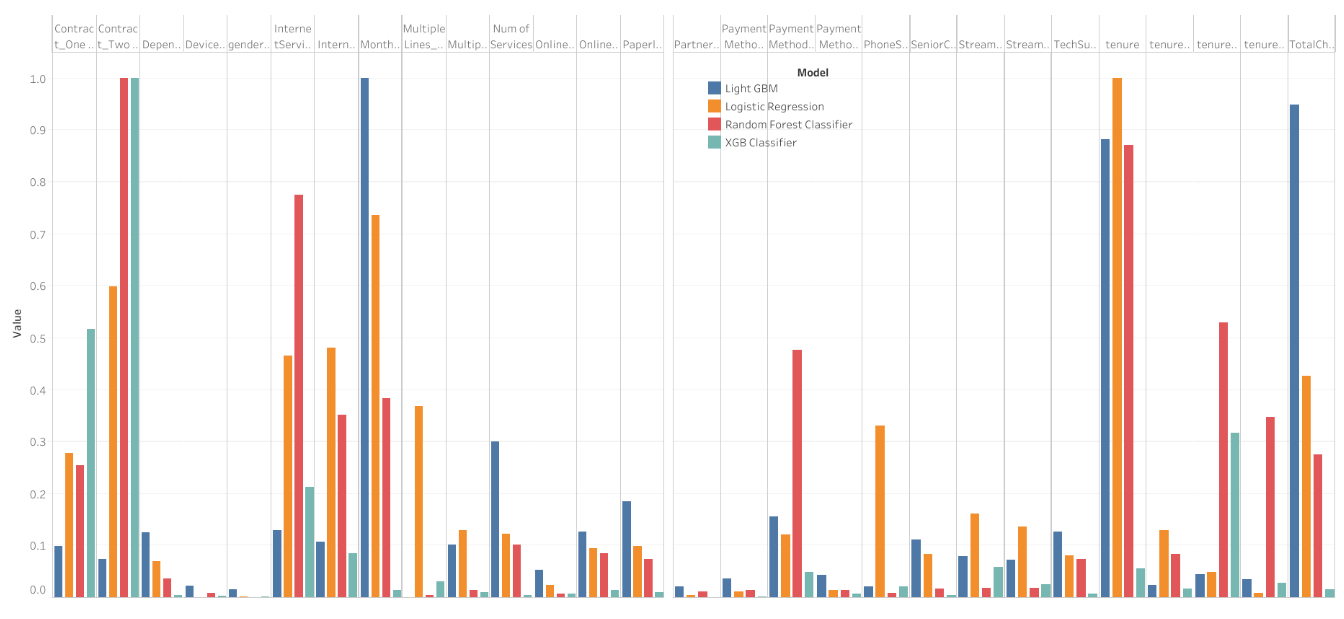 Contrac
t_One ..
Contrac
t_Two ..
Depen..
Device..
gender..
Interne
tServi..
Intern..
Month..
Multiple
Lines_..
Multip..
Num of
Services
Online..
Online..
Paperl..
Partner..
Payment
Metho..
Payment
Method..
Payment
Metho..
PhoneS..
SeniorC..
Stream..
Stream..
TechSu..
tenure
tenure..
tenure..
tenure..
TotalCh..
Model
Light GBM
Logistic Regression
Random Forest Classifier
XGB Classifier
Value
1.0
0.9
0.8
0.7
0.6
0.5
0.4
0.3
0.2
0.1
0.0